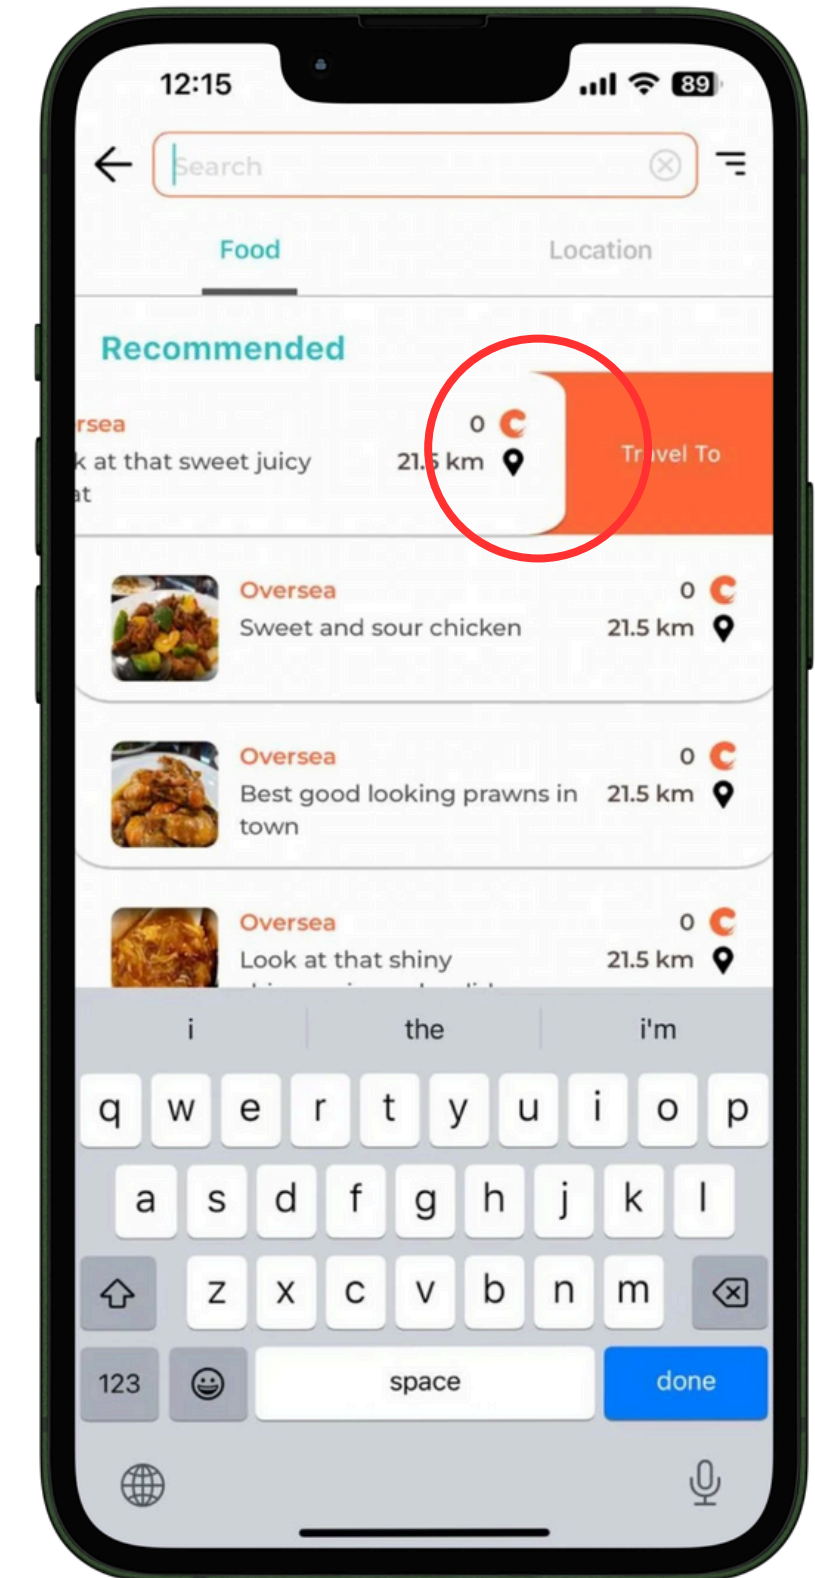 12:15
89
Search
Food
Location
Recommended
rsea
0
k at that sweet juicy
21.5 km
at
Travel To
Oversea
0
Sweet and sour chicken
21.5 km
Oversea
0
Best good looking prawns in
21.5 km
town
Oversea
0
Look at that shiny
21.5 km
i
the
i'm
q w e r t y u i o p
a s d f g h j k l
z x c v b n m
123
space
done